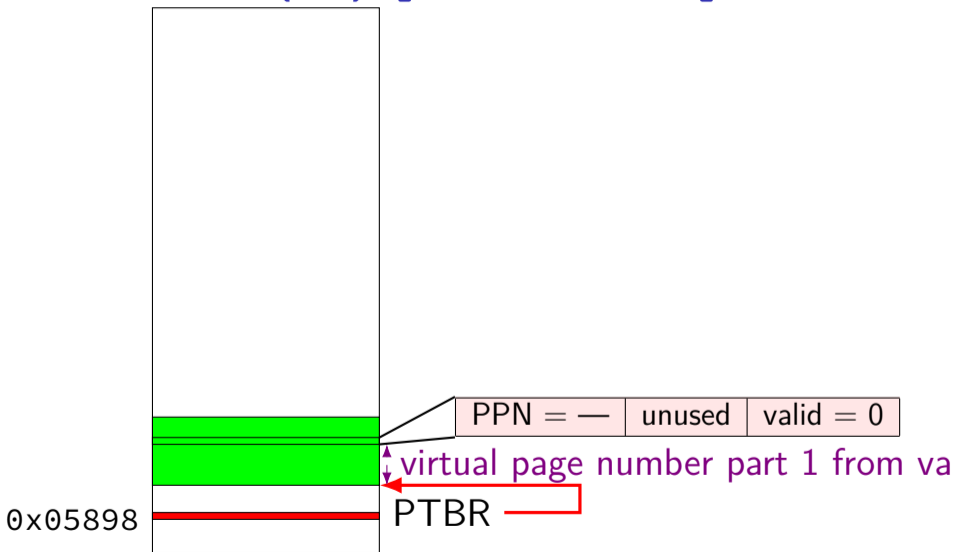 PPN = — unused valid = 0
virtual page number part 1 from va
PTBR
0x05898